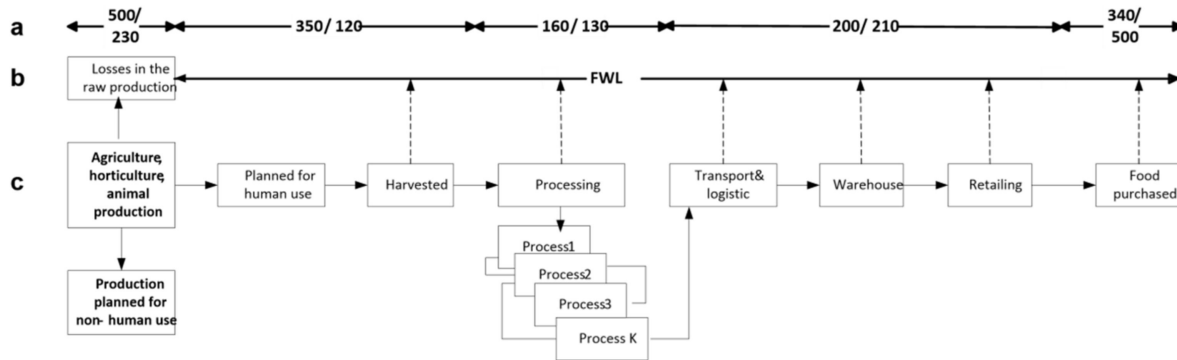 a
500/
230
350/ 120
160/ 130
200/ 210
340/
500
b
Losses in the
raw production
FWL
c
Agriculture,
horticulture,
animal
production
Planned for
human use
Harvested
Processing
Transport&
logistic
Warehouse
Retailing
Food
purchased
Process1
Process2
Process3
Process K
Production
planned for
non- human use